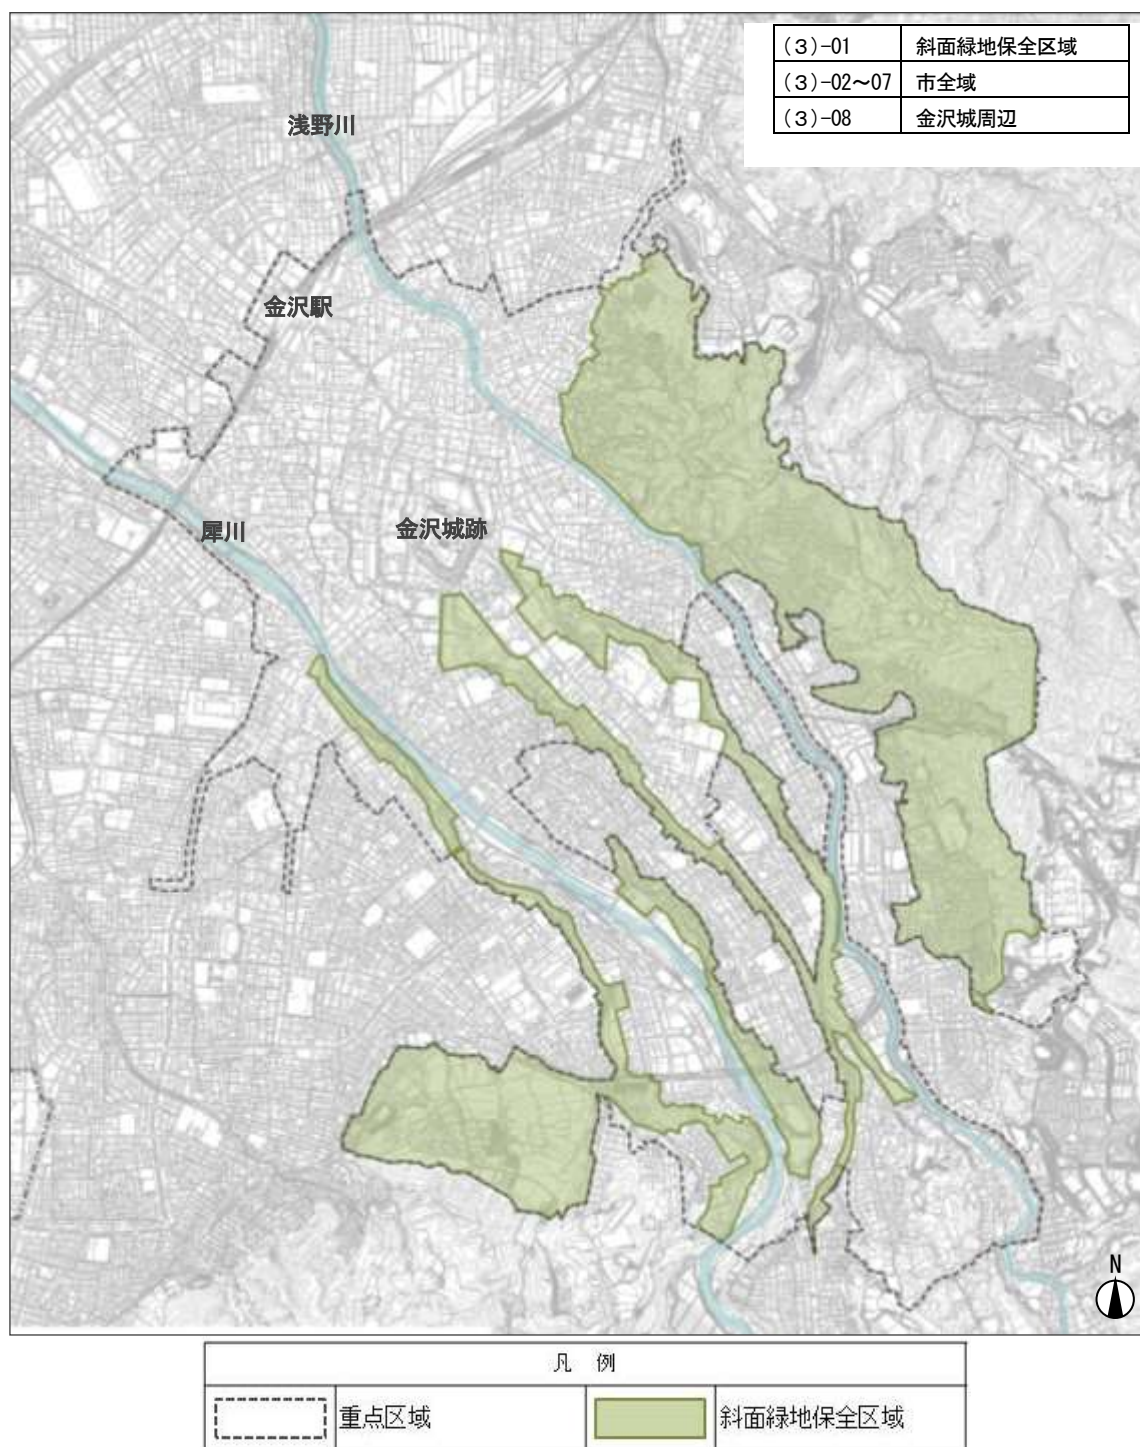 (3)-01 斜面緑地保全区域
(3)-02～07 市全域
(3)-08 金沢城周辺
浅野川
金沢駅
犀川
金沢城跡
N
凡 例
重点区域 斜面緑地保全区域